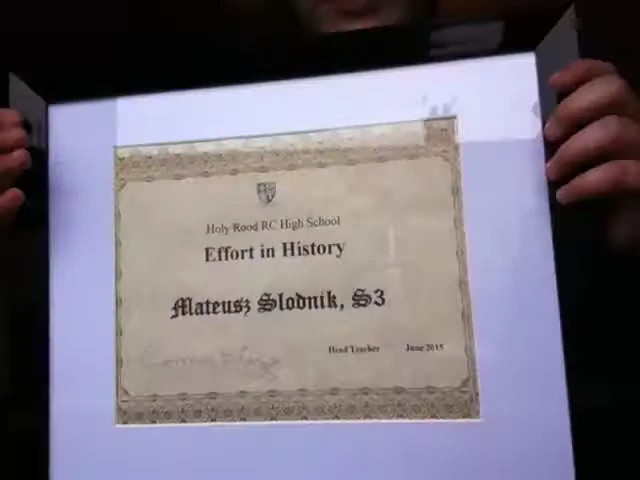 Holy Rood RC High School
Effort in History
Mateusz Slodnik, S3
Head Teacher June 2015